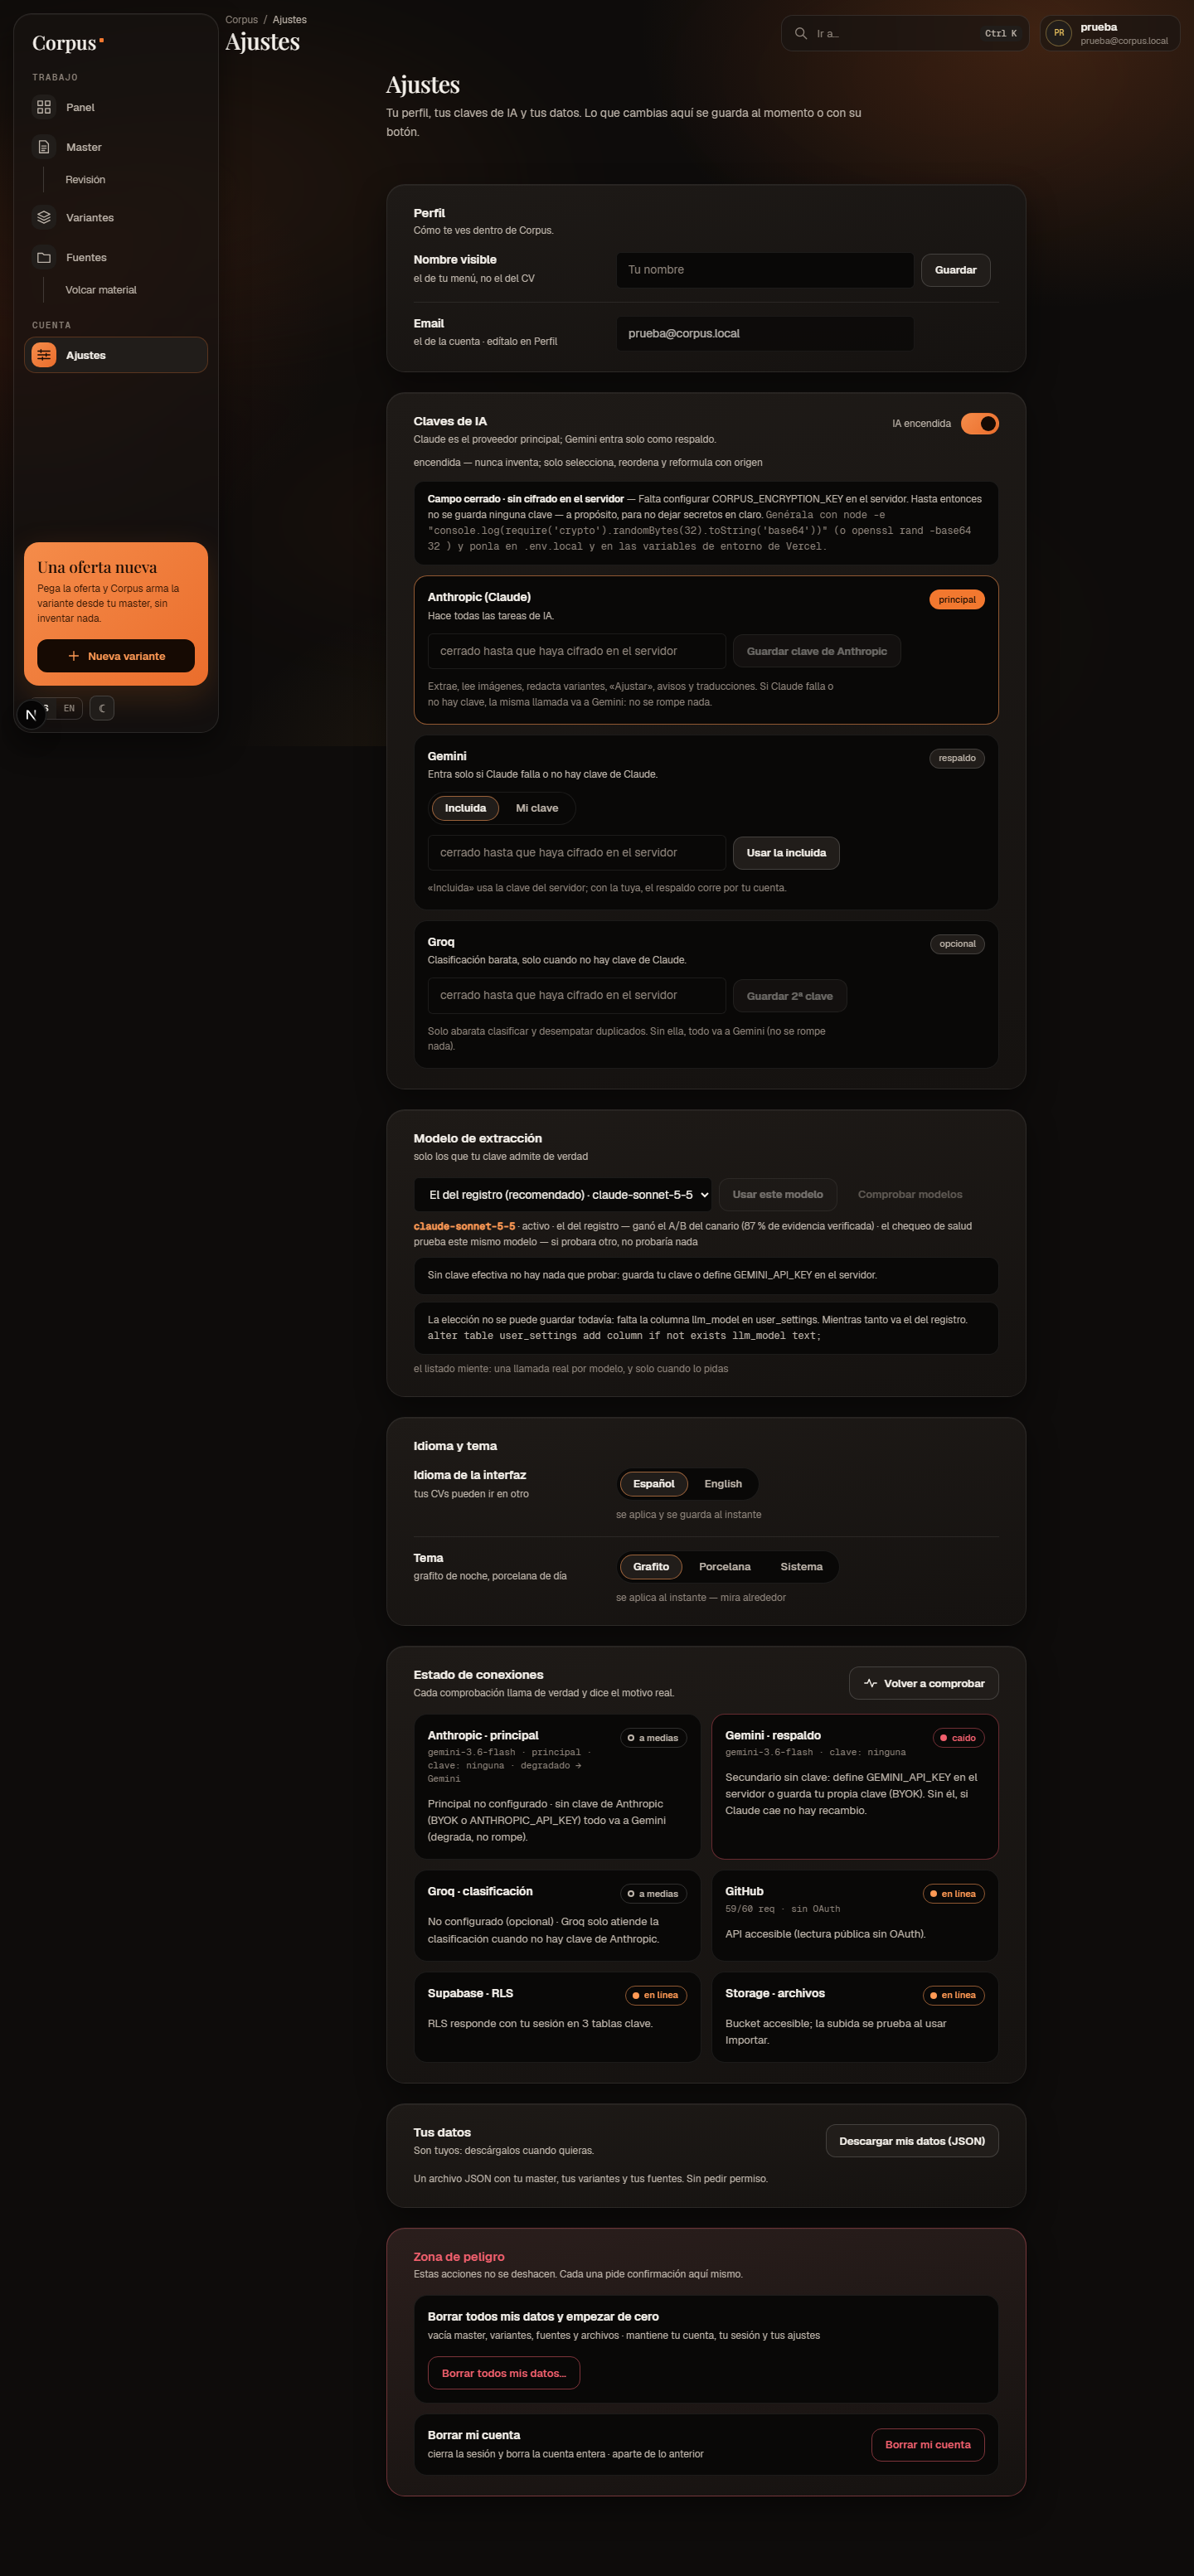 Corpus
TRABAJO
Panel
Master
Revisión
Variantes
Fuentes
Volcar material
CUENTA
Ajustes
Una oferta nueva
Pega la oferta y Corpus arma la
variante desde tu master, sin
inventar nada.
Nueva variante
N
EN
Corpus / Ajustes
Ajustes
Ir a...
Ctrl K
PR
prueba
prueba@corpus.local
Ajustes
Tu perfil, tus claves de IA y tus datos. Lo que cambias aquí se guarda al momento o con su
botón.
Perfil
Cómo te ves dentro de Corpus.
Nombre visible
el de tu menú, no el del CV
Tu nombre
Guardar
Email
el de la cuenta · edítalo en Perfil
prueba@corpus.local
Claves de IA
Claude es el proveedor principal; Gemini entra solo como respaldo.
IA encendida
encendida — nunca inventa; solo selecciona, reordena y reformula con origen
Campo cerrado · sin cifrado en el servidor — Falta configurar CORPUS_ENCRYPTION_KEY en el servidor. Hasta entonces
no se guarda ninguna clave — a propósito, para no dejar secretos en claro. Genérala con node -e
"console.log(require('crypto').randomBytes(32).toString('base64'))" (o openssl rand -base64
32 ) y ponla en .env.local y en las variables de entorno de Vercel.
Anthropic (Claude)
principal
Hace todas las tareas de IA.
cerrado hasta que haya cifrado en el servidor
Guardar clave de Anthropic
Extrae, lee imágenes, redacta variantes, «Ajustar», avisos y traducciones. Si Claude falla o
no hay clave, la misma llamada va a Gemini: no se rompe nada.
Gemini
respaldo
Entra solo si Claude falla o no hay clave de Claude.
Incluida
Mi clave
cerrado hasta que haya cifrado en el servidor
Usar la incluida
«Incluida» usa la clave del servidor; con la tuya, el respaldo corre por tu cuenta.
Groq
opcional
Clasificación barata, solo cuando no hay clave de Claude.
cerrado hasta que haya cifrado en el servidor
Guardar 2ª clave
Solo abarata clasificar y desempatar duplicados. Sin ella, todo va a Gemini (no se rompe
nada).
Modelo de extracción
solo los que tu clave admite de verdad
El del registro (recomendado) · claude-sonnet-5-5
Usar este modelo
Comprobar modelos
claude-sonnet-5-5 · activo · el del registro — ganó el A/B del canario (87 % de evidencia verificada) · el chequeo de salud
prueba este mismo modelo — si probara otro, no probaría nada
Sin clave efectiva no hay nada que probar: guarda tu clave o define GEMINI_API_KEY en el servidor.
La elección no se puede guardar todavía: falta la columna llm_model en user_settings. Mientras tanto va el del registro.
alter table user_settings add column if not exists llm_model text;
el listado miente: una llamada real por modelo, y solo cuando lo pidas
Idioma y tema
Idioma de la interfaz
tus CVs pueden ir en otro
Español
English
se aplica y se guarda al instante
Tema
grafito de noche, porcelana de día
Grafito
Porcelana
Sistema
se aplica al instante — mira alrededor
Estado de conexiones
Cada comprobación llama de verdad y dice el motivo real.
Volver a comprobar
Anthropic · principal
a medias
gemini-3.6-flash · principal ·
clave: ninguna · degradado →
Gemini
Principal no configurado · sin clave de Anthropic
(BYOK o ANTHROPIC_API_KEY) todo va a Gemini
(degrada, no rompe).
Gemini · respaldo
caído
gemini-3.6-flash · clave: ninguna
Secundario sin clave: define GEMINI_API_KEY en el
servidor o guarda tu propia clave (BYOK). Sin él, si
Claude cae no hay recambio.
Groq · clasificación
a medias
No configurado (opcional) · Groq solo atiende la
clasificación cuando no hay clave de Anthropic.
GitHub
en línea
59/60 req · sin OAuth
API accesible (lectura pública sin OAuth).
Supabase · RLS
en línea
RLS responde con tu sesión en 3 tablas clave.
Storage · archivos
en línea
Bucket accesible; la subida se prueba al usar
Importar.
Tus datos
Son tuyos: descárgalos cuando quieras.
Descargar mis datos (JSON)
Un archivo JSON con tu master, tus variantes y tus fuentes. Sin pedir permiso.
Zona de peligro
Estas acciones no se deshacen. Cada una pide confirmación aquí mismo.
Borrar todos mis datos y empezar de cero
vacía master, variantes, fuentes y archivos · mantiene tu cuenta, tu sesión y tus ajustes
Borrar todos mis datos...
Borrar mi cuenta
cierra la sesión y borra la cuenta entera · aparte de lo anterior
Borrar mi cuenta